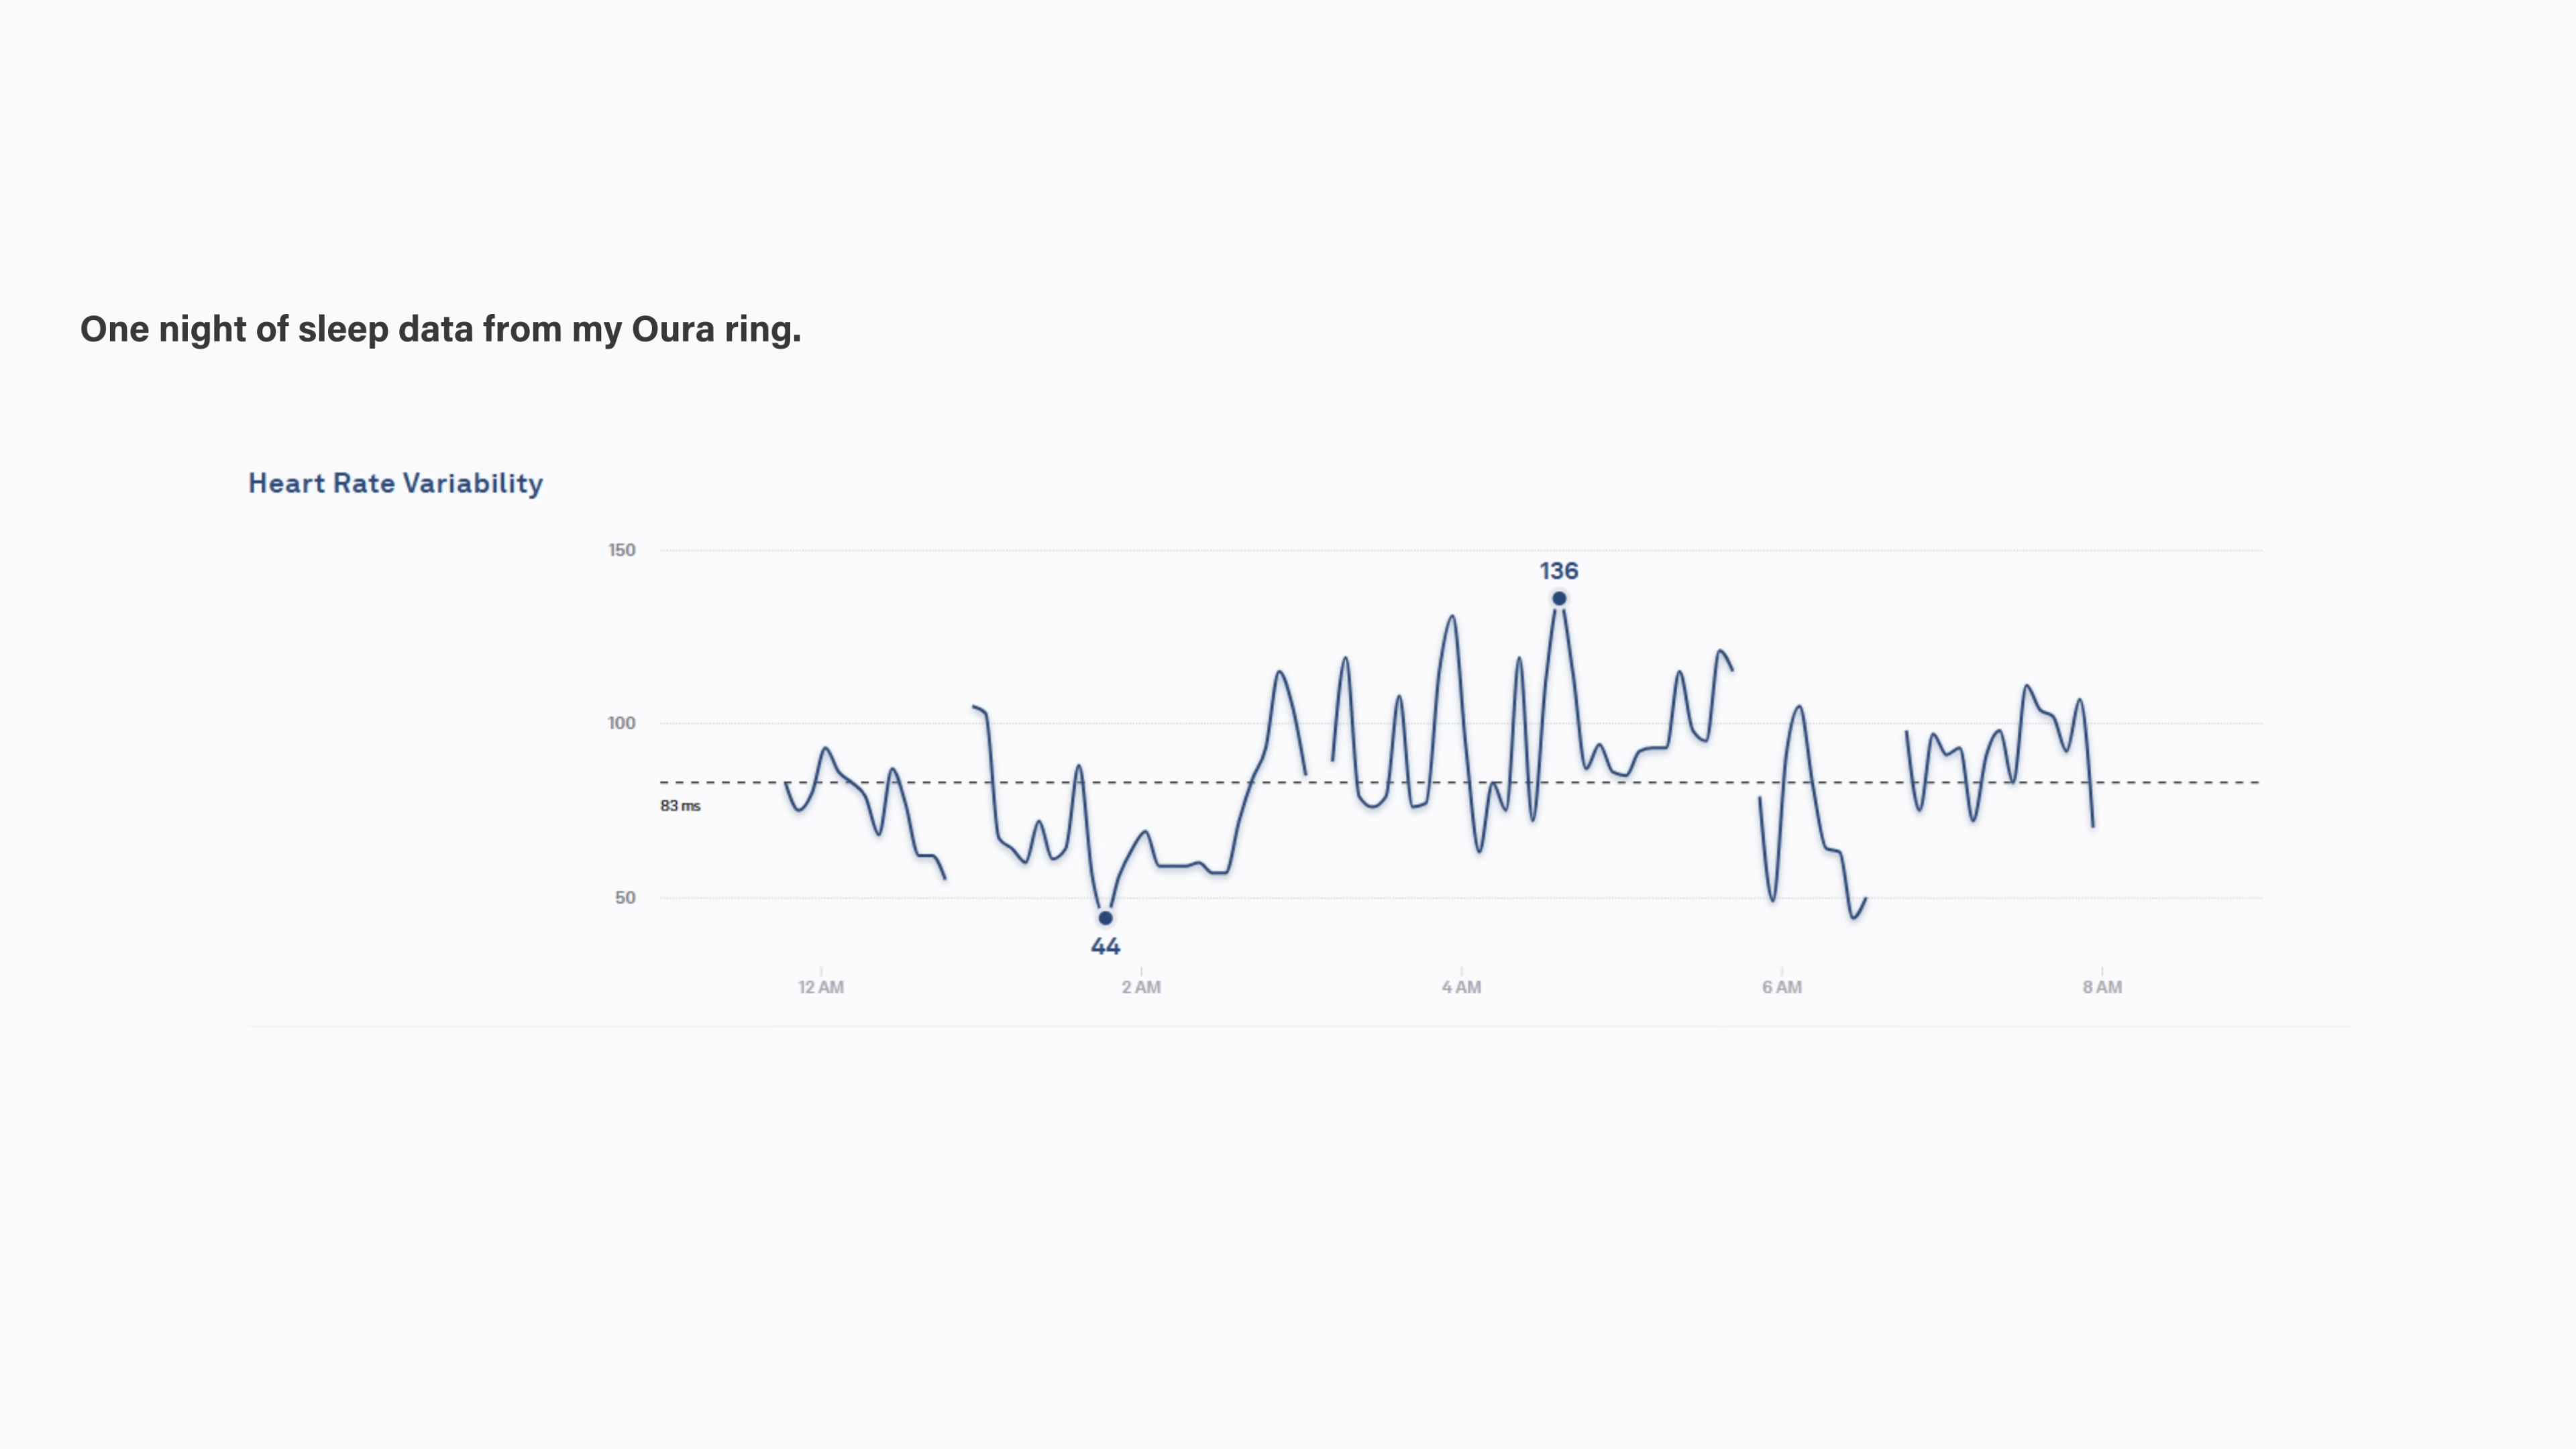 One night of sleep data from my Oura ring.
Heart Rate Variability
150
136
100
83 ms
50
44
12 AM 2 AM 4 AM 6 AM 8 AM